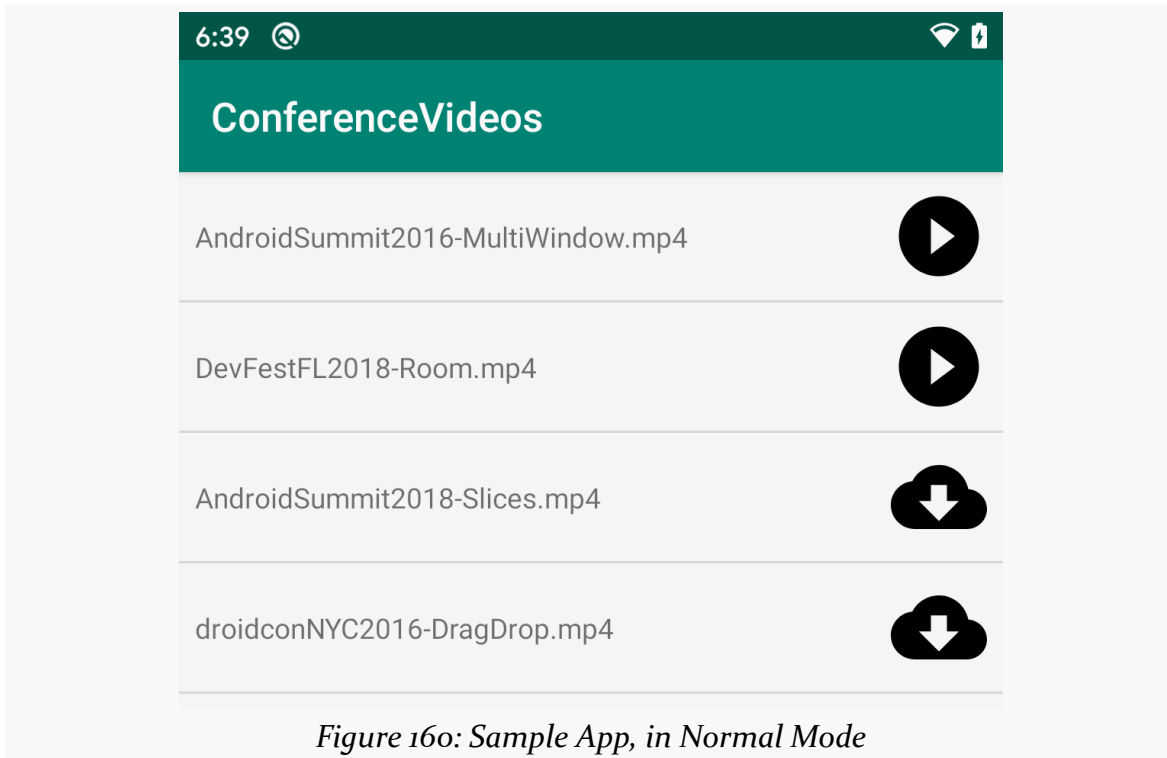 6:39
ConferenceVideos
AndroidSummit2016-MultiWindow.mp4
DevFestFL2018-Room.mp4
AndroidSummit2018-Slices.mp4
droidconNYC2016-DragDrop.mp4
Figure 160: Sample App, in Normal Mode